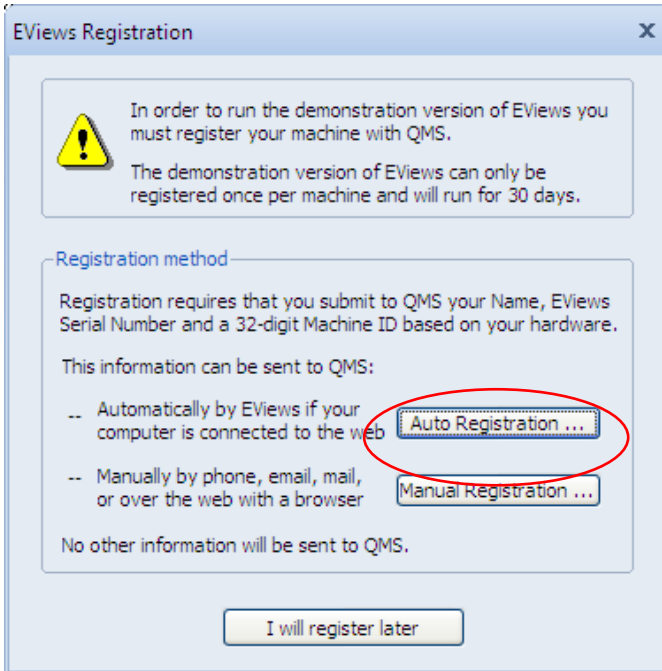 EViews Registration
x
In order to run the demonstration version of EViews you
must register your machine with QMS.
The demonstration version of EViews can only be
registered once per machine and will run for 30 days.
Registration method
Registration requires that you submit to QMS your Name, EViews
Serial Number and a 32-digit Machine ID based on your hardware.
This information can be sent to QMS:
-- Automatically by EViews if your
computer is connected to the web
Auto Registration ...
-- Manually by phone, email, mail,
or over the web with a browser
Manual Registration ...
No other information will be sent to QMS.
I will register later